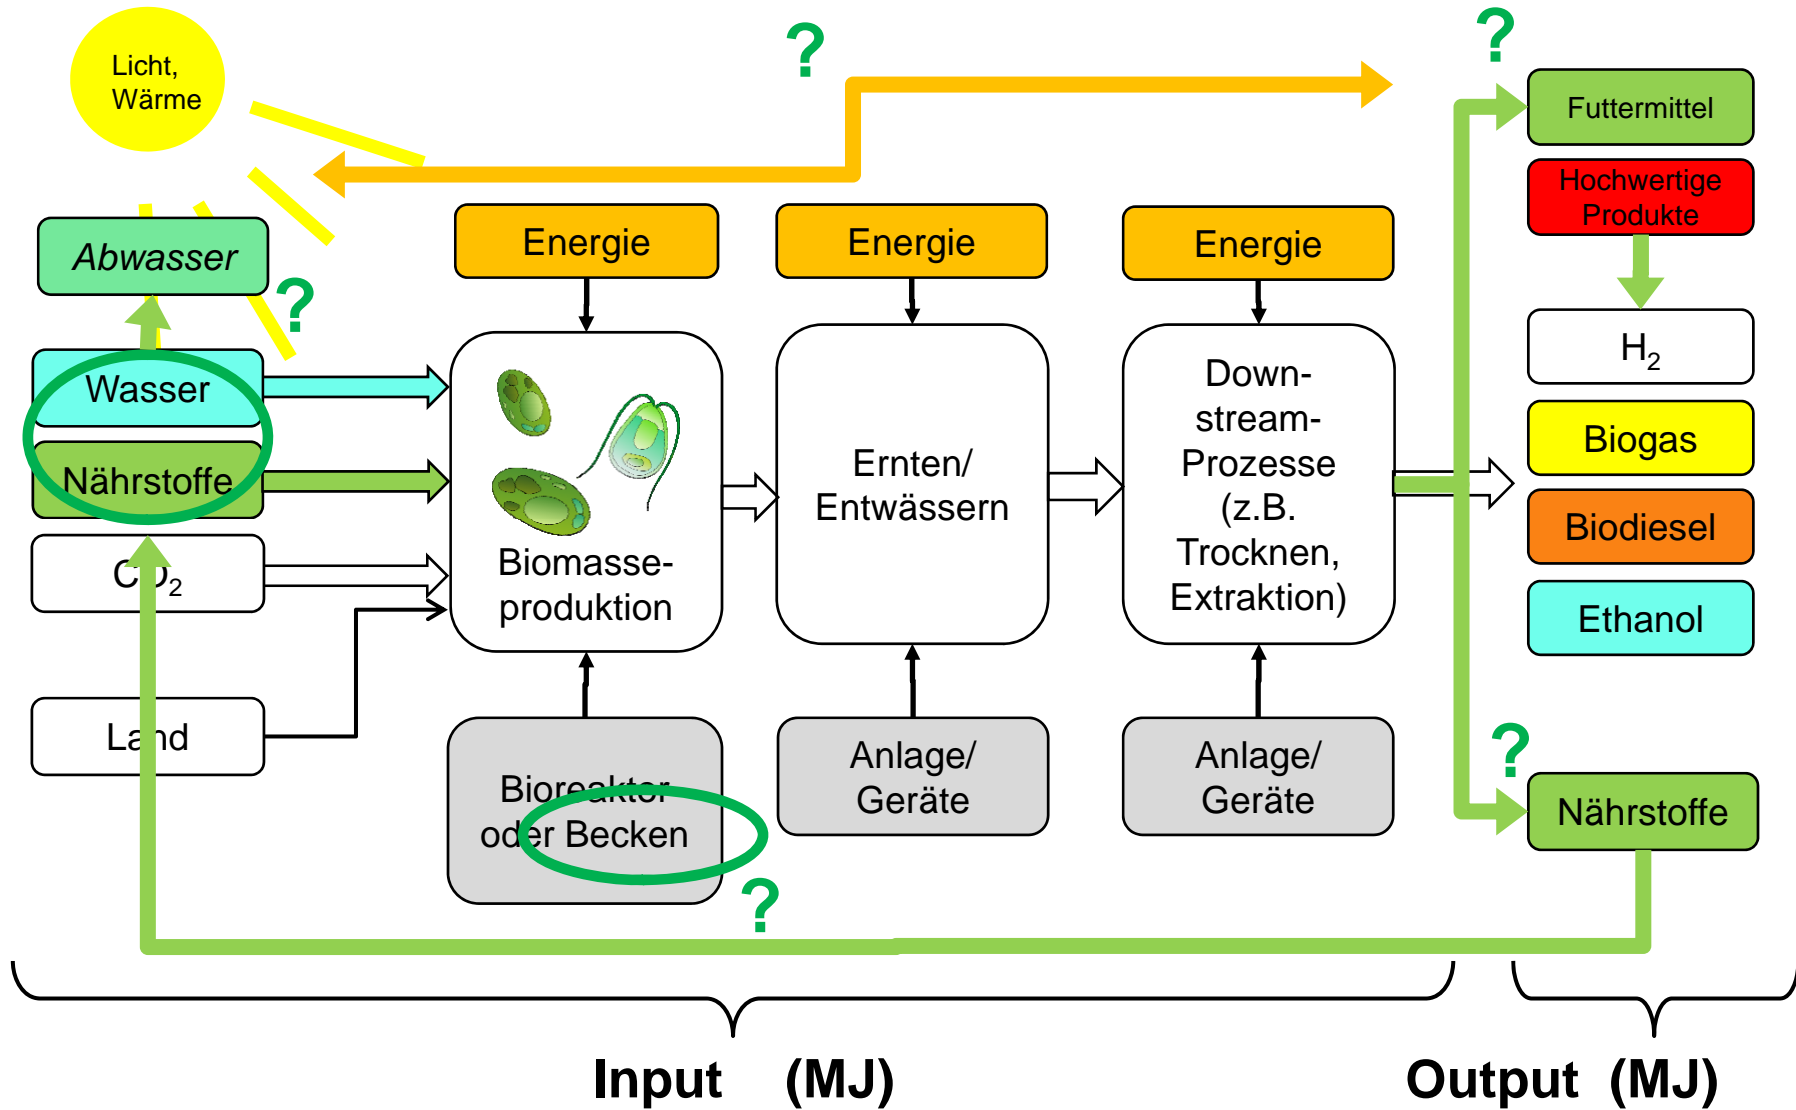 ?
?
Licht,
Wärme
Futtermittel
Hochwertige
Produkte
Abwasser
?
Energie
Energie
Energie
H₂
Wasser
Nährstoffe
CO₂
Land
Biomasse-
produktion
Ernten/
Entwässern
Down-
stream-
Prozesse
(z.B.
Trocknen,
Extraktion)
Biogas
Biodiesel
Ethanol
Bioreaktor
oder Becken
?
Anlage/
Geräte
Anlage/
Geräte
?
Nährstoffe
Input (MJ)
Output (MJ)